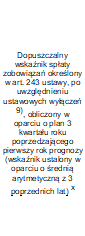 Dopuszczalny
wskaźnik spłaty
zobowiązań określony
w art. 243 ustawy, po
uwzględnieniu
ustawowych wyłączeń
9), obliczony w
oparciu o plan 3
kwartału roku
poprzedzającego
pierwszy rok prognozy
(wskaźnik ustalony w
oparciu o średnią
arytmetyczną z 3
poprzednich lat) x